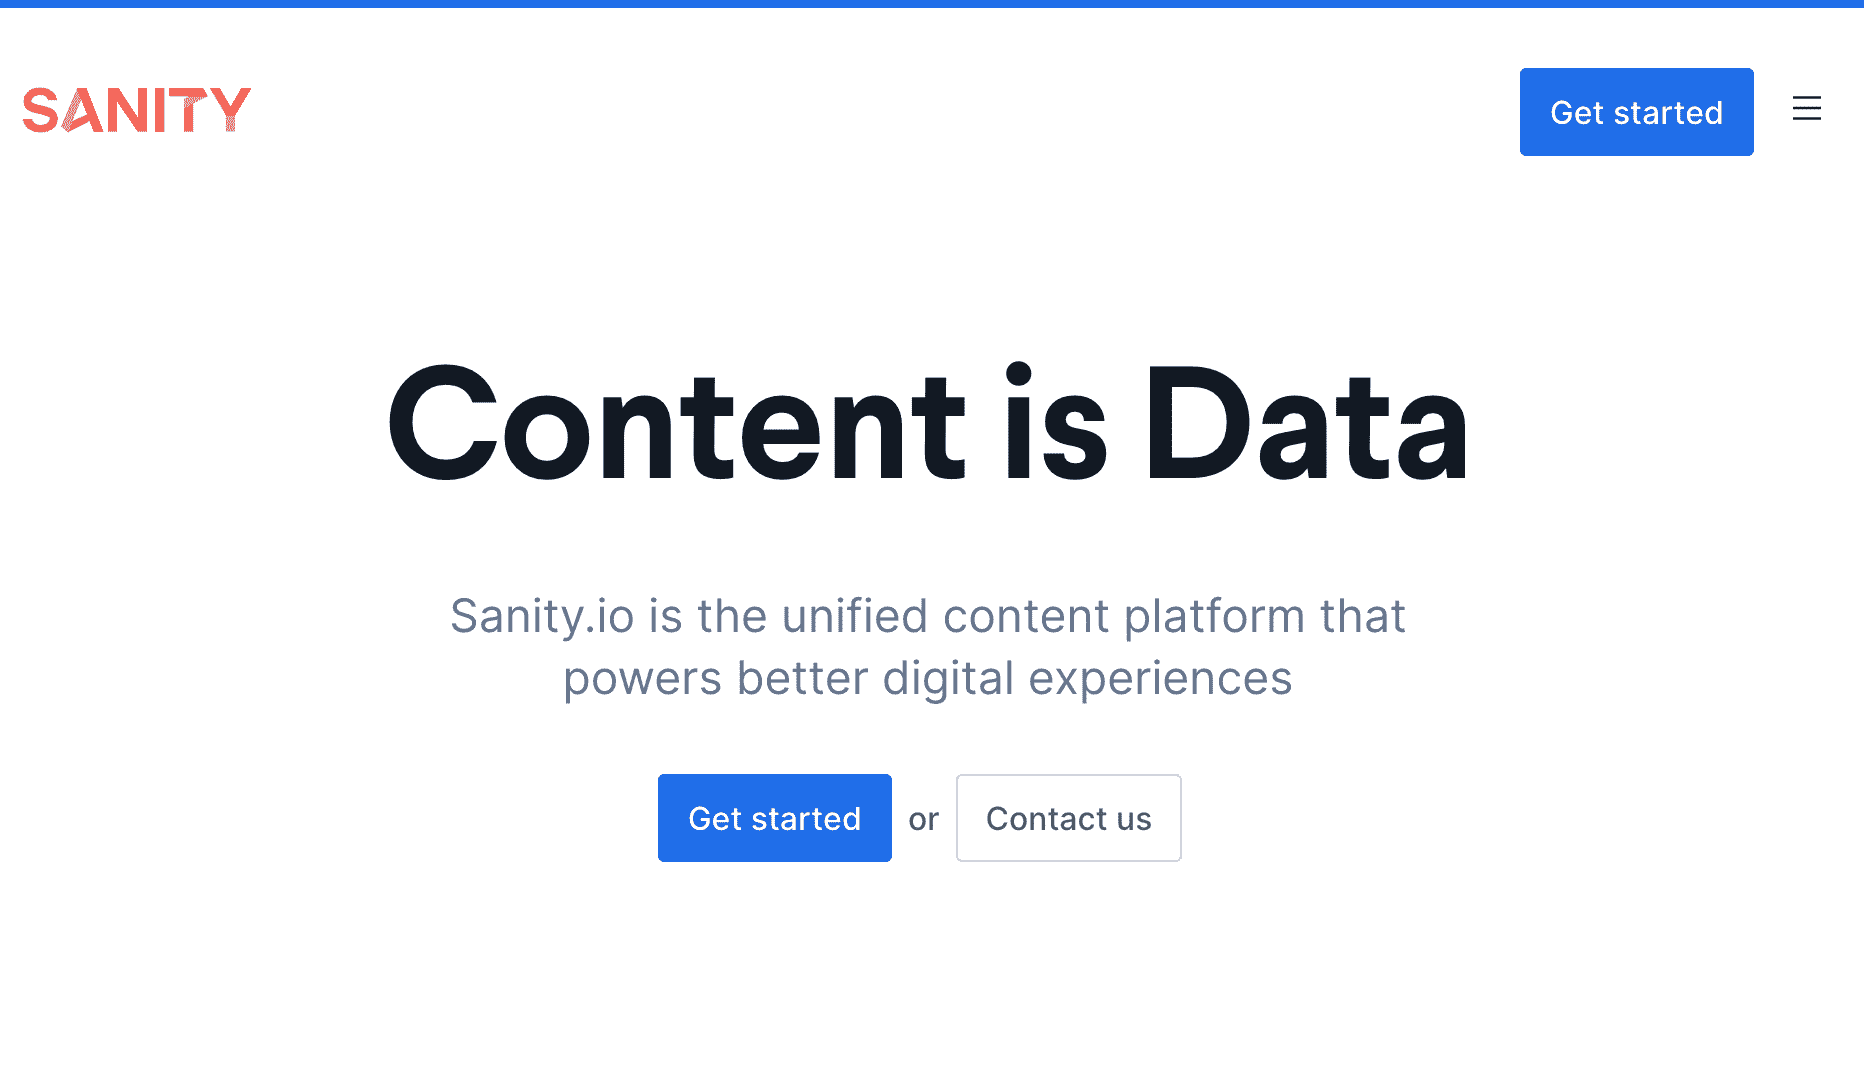 SANITY
Get started
Content is Data
Sanity.io is the unified content platform that
powers better digital experiences
Get started or Contact us